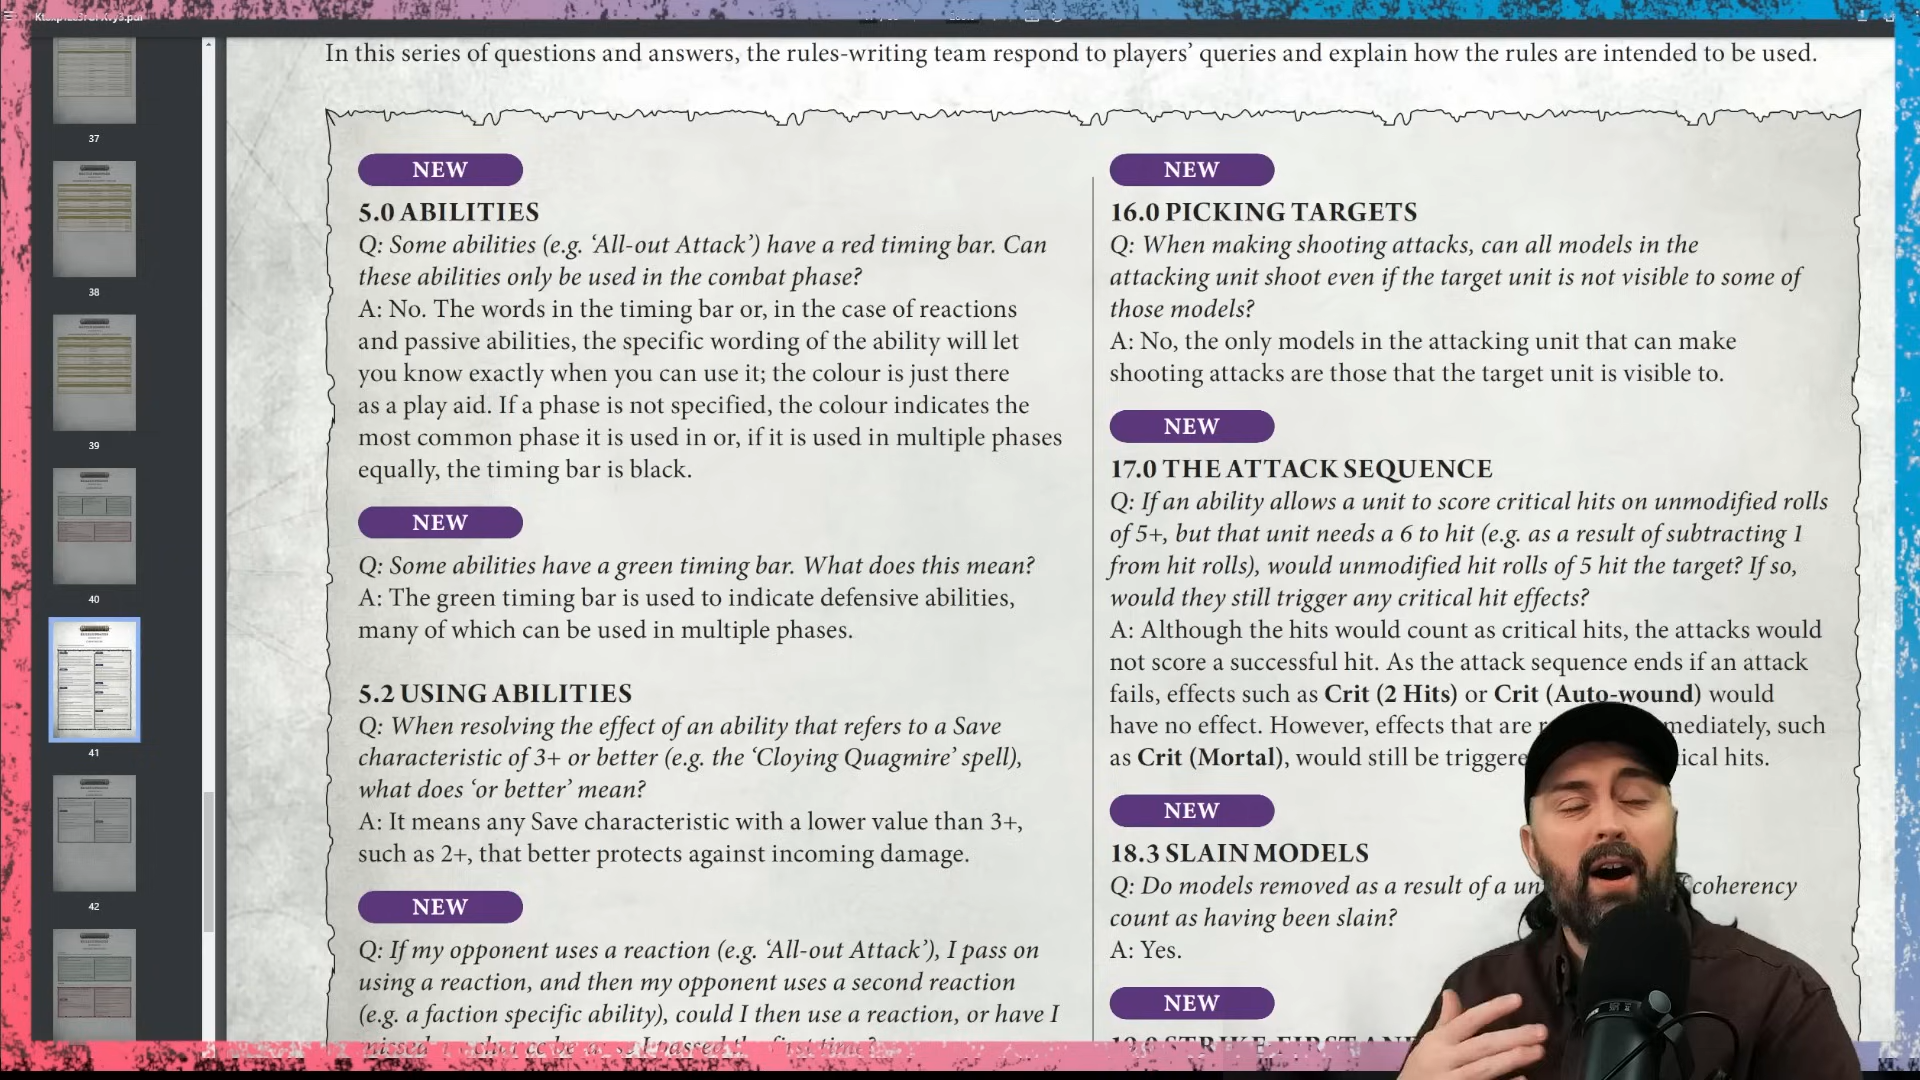 In this series of questions and answers, the rules-writing team respond to players' queries and explain how the rules are intended to be used.
NEW
5.0 ABILITIES
Q: Some abilities (e.g. ‘All-out Attack’) have a red timing bar. Can
these abilities only be used in the combat phase?
A: No. The words in the timing bar or, in the case of reactions
and passive abilities, the specific wording of the ability will let
you know exactly when you can use it; the colour is just there
as a play aid. If a phase is not specified, the colour indicates the
most common phase it is used in or, if it is used in multiple phases
equally, the timing bar is black.
NEW
Q: Some abilities have a green timing bar. What does this mean?
A: The green timing bar is used to indicate defensive abilities,
many of which can be used in multiple phases.
5.2 USING ABILITIES
Q: When resolving the effect of an ability that refers to a Save
characteristic of 3+ or better (e.g. the ‘Cloying Quagmire’ spell),
what does ‘or better’ mean?
A: It means any Save characteristic with a lower value than 3+,
such as 2+, that better protects against incoming damage.
NEW
Q: If my opponent uses a reaction (e.g. ‘All-out Attack’), I pass on
using a reaction, and then my opponent uses a second reaction
(e.g. a faction specific ability), could I then use a reaction, or have I
NEW
16.0 PICKING TARGETS
Q: When making shooting attacks, can all models in the
attacking unit shoot even if the target unit is not visible to some of
those models?
A: No, the only models in the attacking unit that can make
shooting attacks are those that the target unit is visible to.
NEW
17.0 THE ATTACK SEQUENCE
Q: If an ability allows a unit to score critical hits on unmodified rolls
of 5+, but that unit needs a 6 to hit (e.g. as a result of subtracting 1
from hit rolls), would unmodified hit rolls of 5 hit the target? If so,
would they still trigger any critical hit effects?
A: Although the hits would count as critical hits, the attacks would
not score a successful hit. As the attack sequence ends if an attack
fails, effects such as Crit (2 Hits) or Crit (Auto-wound) would
have no effect. However, effects that are mediately, such
as Crit (Mortal), would still be triggere ical hits.
NEW
18.3 SLAIN MODELS
Q: Do models removed as a result of a un coherency
count as having been slain?
A: Yes.
NEW
37
38
39
40
41
42